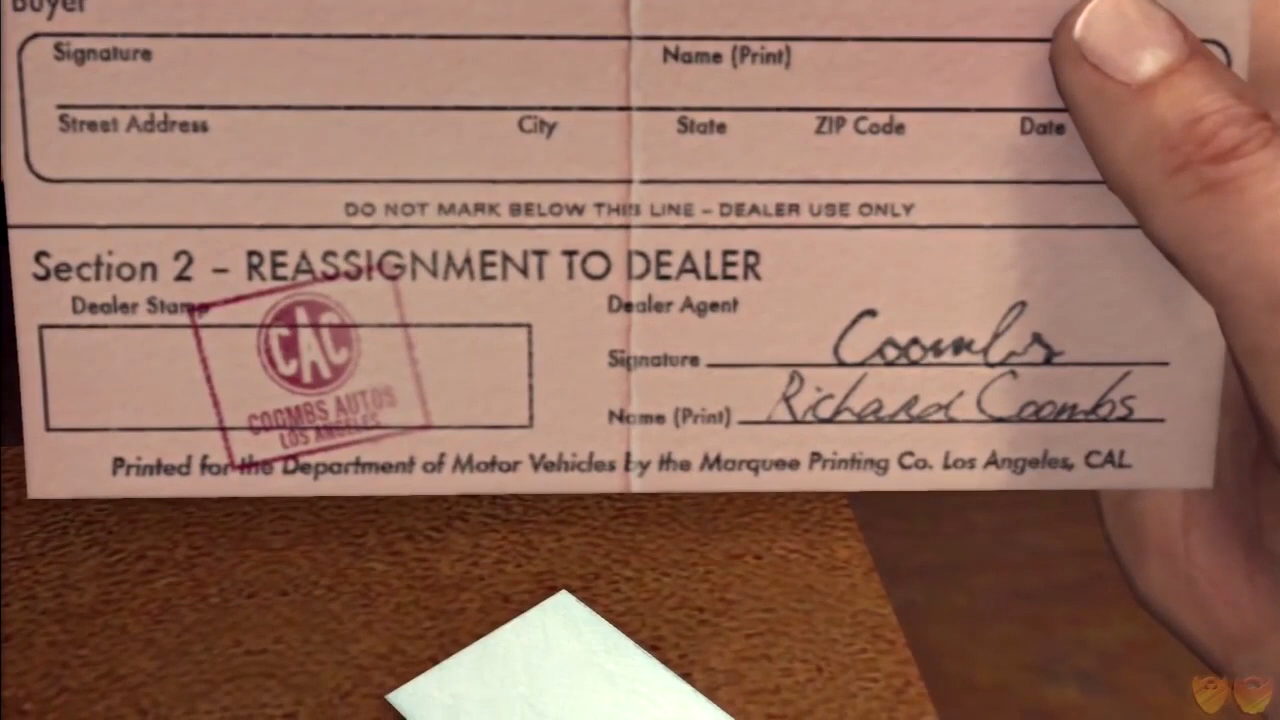 Buyer
Signature Name (Print)
Street Address City State ZIP Code Date
DO NOT MARK BELOW THIS LINE – DEALER USE ONLY
Section 2 – REASSIGNMENT TO DEALER
Dealer Stamp Dealer Agent
CAC
COOMBS AUTOS
LOS ANGELES
Signature Coombs
Name (Print) Richard Coombs
Printed for the Department of Motor Vehicles by the Marquee Printing Co. Los Angeles, CAL